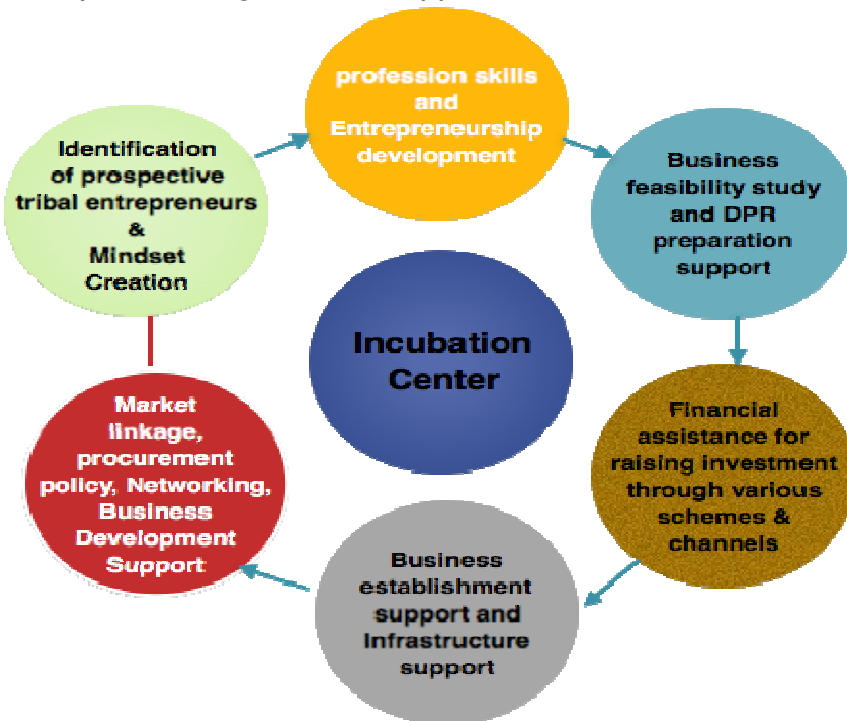 profession skills
and
Entrepreneurship
development
Identification
of prospective
tribal entrepreneurs
&
Mindset
Creation
Business
feasibility study
and DPR
preparation
support
Incubation
Center
Market
linkage,
procurement
policy, Networking,
Business
Development
Support
Financial
assistance for
raising investment
through various
schemes &
channels
Business
establishment
support and
Infrastructure
support